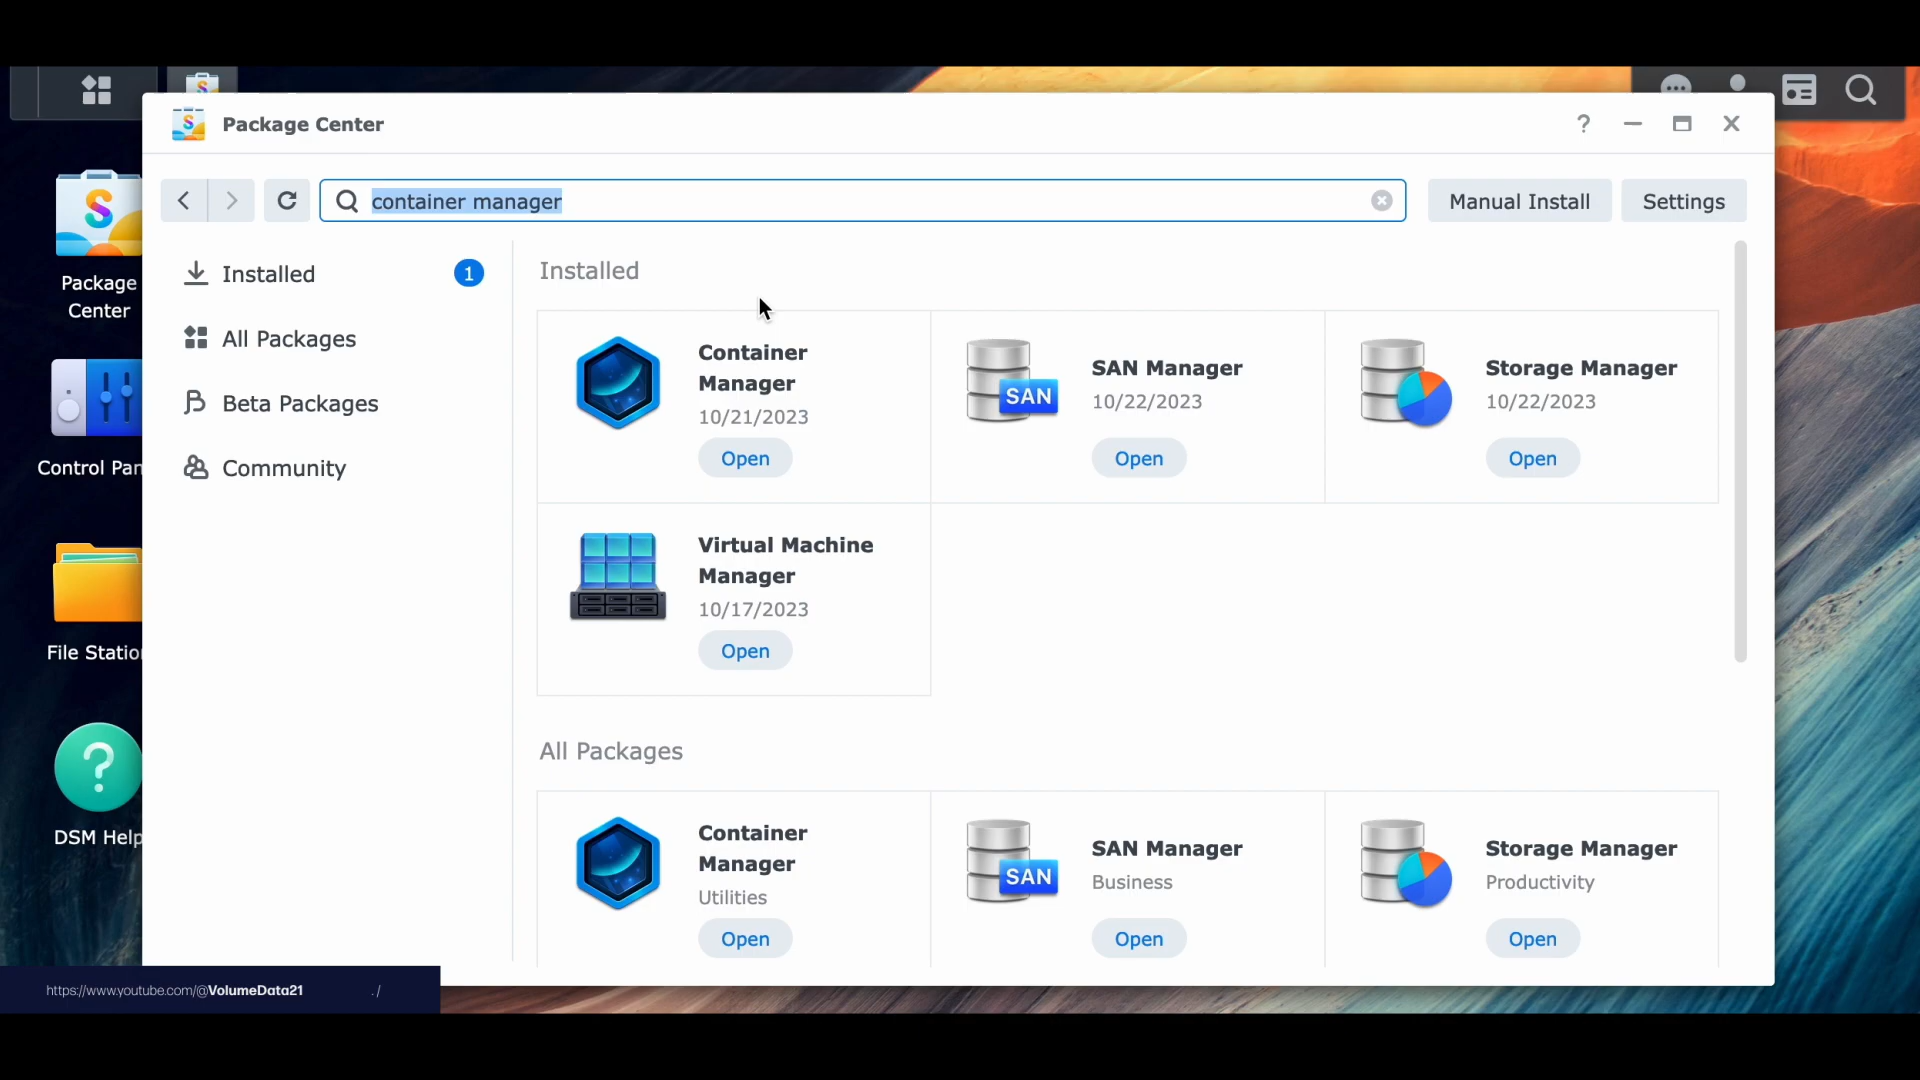 Package Center
container manager
Manual Install
Settings
Installed
1
All Packages
Beta Packages
Community
Installed
Container
Manager
10/21/2023
Open
SAN
SAN Manager
10/22/2023
Open
Storage Manager
10/22/2023
Open
Virtual Machine
Manager
10/17/2023
Open
All Packages
Container
Manager
Utilities
Open
SAN
SAN Manager
Business
Open
Storage Manager
Productivity
Open
Package
Center
Control Pan
File Statio
DSM Help
https://www.youtube.com/@VolumeData21 ./